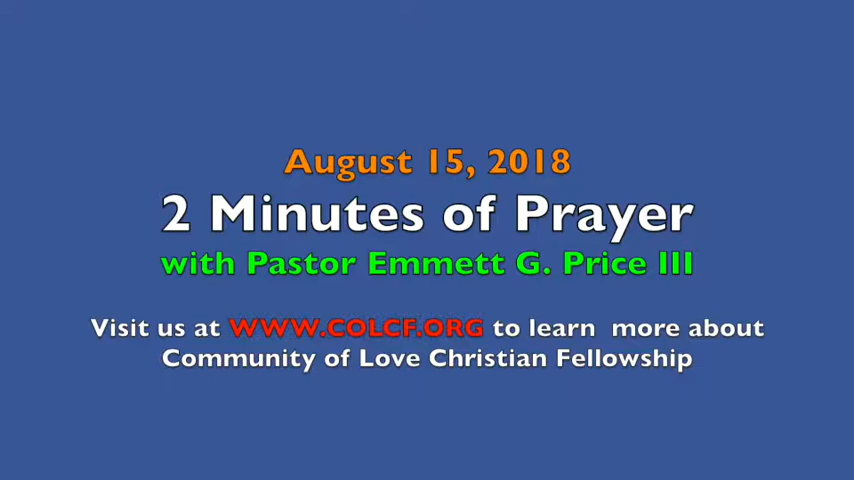 August 15, 2018
2 Minutes of Prayer
with Pastor Emmett G. Price III
Visit us at WWW.COLCF.ORG to learn  more about
Community of Love Christian Fellowship